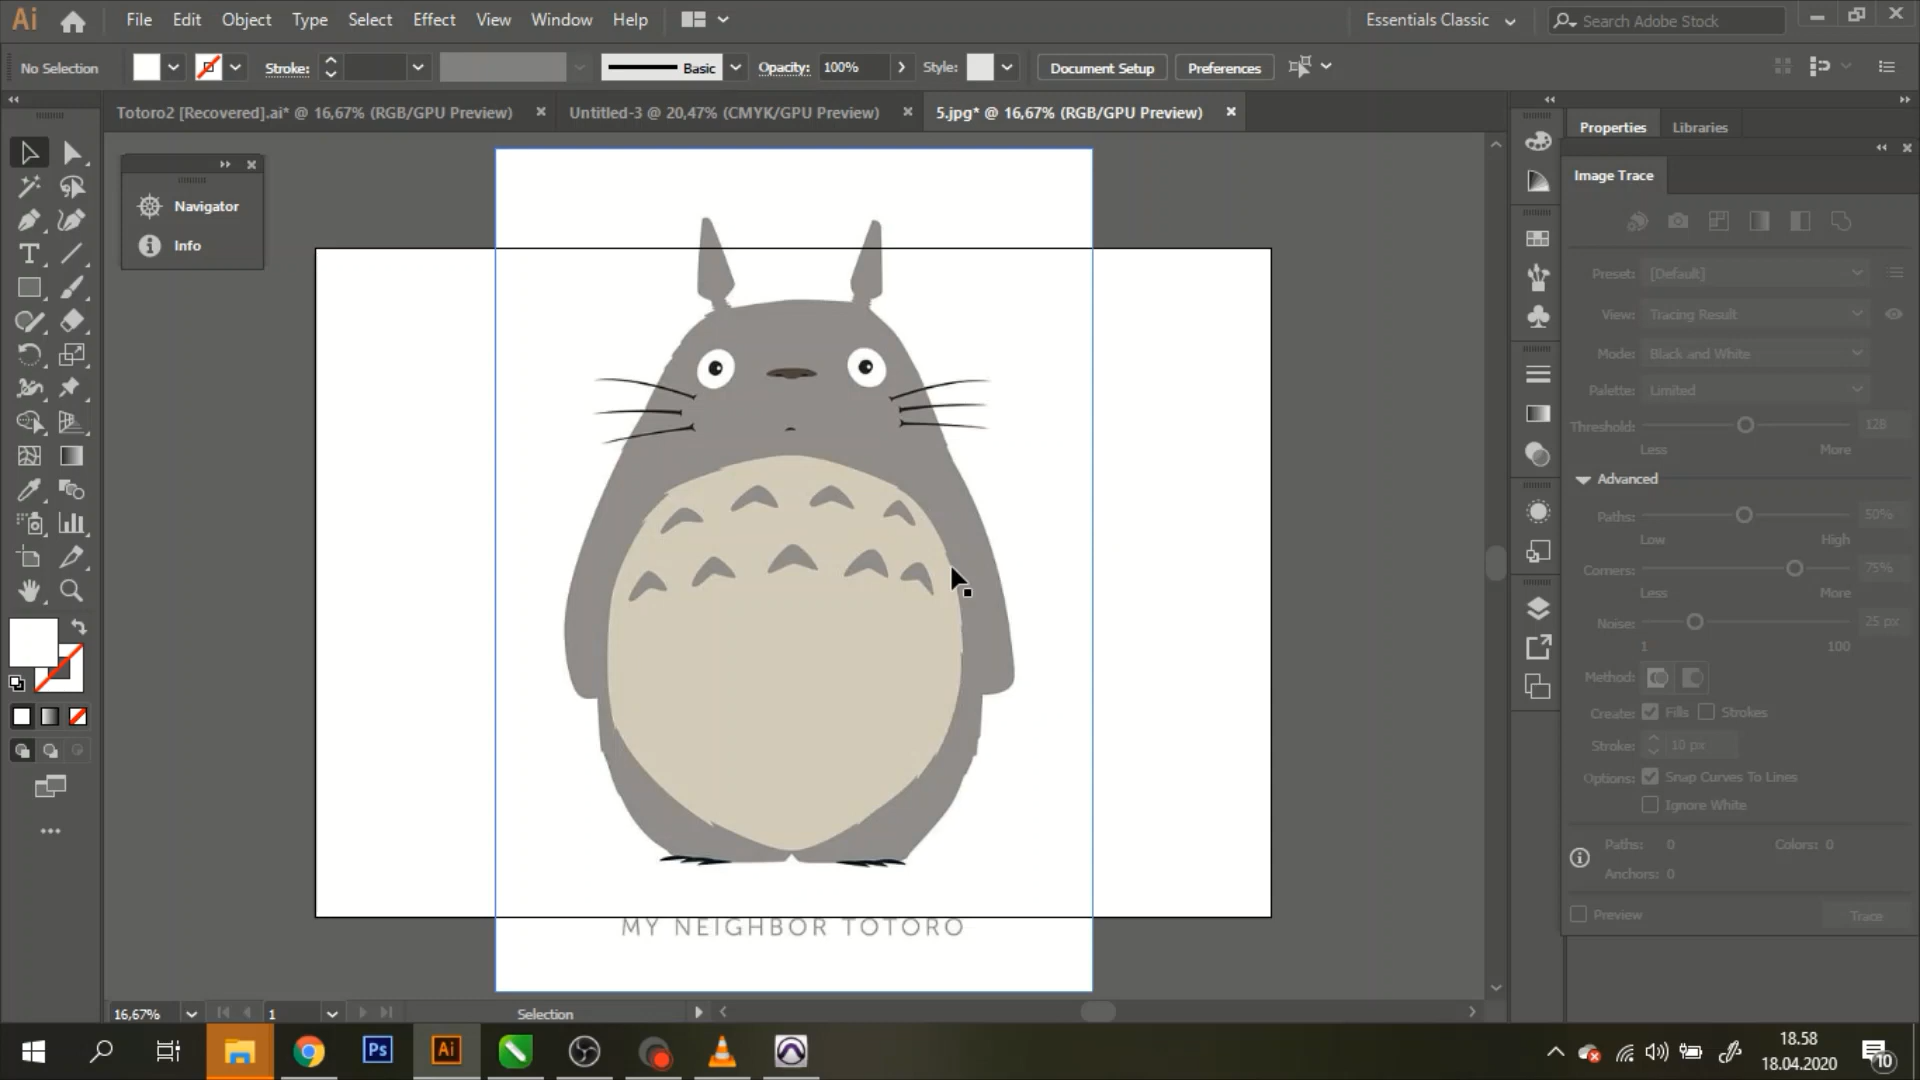 Ai File Edit Object Type Select Effect View Window Help Essentials Classic Search Adobe Stock
No Selection Stroke: Basic Opacity: 100% Style: Document Setup Preferences
Totoro2 [Recovered].ai* @ 16,67% (RGB/GPU Preview) Untitled-3 @ 20,47% (CMYK/GPU Preview) 5.jpg* @ 16,67% (RGB/GPU Preview)
Properties Libraries
Navigator
Info
Image Trace
Preset: [Default]
View: Tracing Result
Mode: Black and White
Palette: Limited
Threshold: 128
Less More
Advanced
Paths: 50%
Low High
Corners: 75%
Less More
Noise: 25 px
1 100
Method:
Create: Fills Strokes
Stroke: 10 px
Options: Snap Curves To Lines
Ignore White
Paths: 0 Colors: 0
Anchors: 0
Preview Trace
MY NEIGHBOR TOTORO
16,67% 1 Selection
Ps Ai
18.58
18.04.2020
10